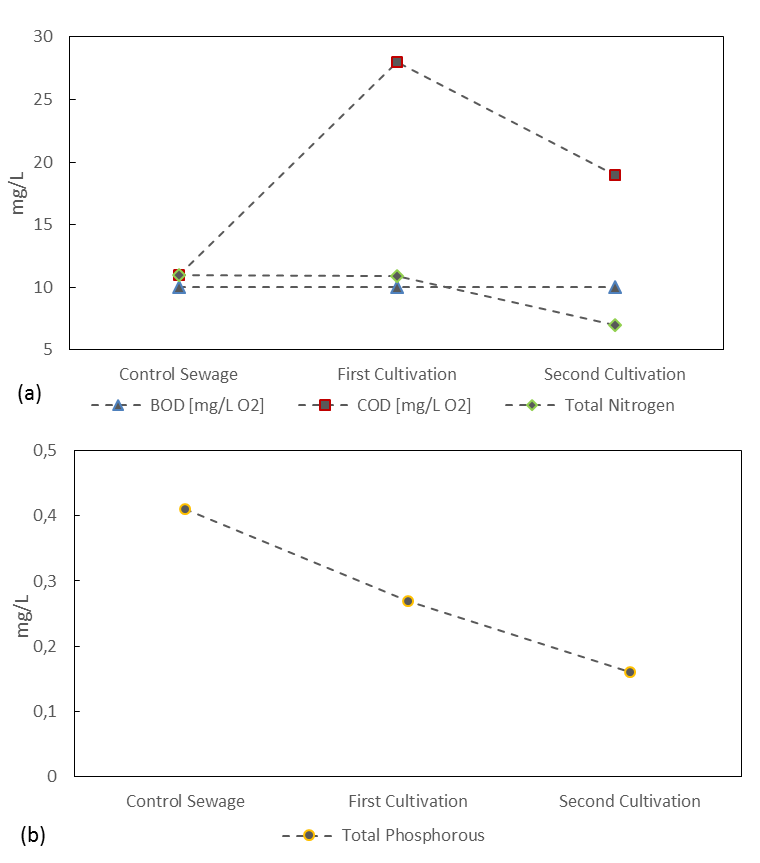 30
25
20
15
10
5
mg/L
Control Sewage First Cultivation Second Cultivation
(a)
BOD [mg/L O2] COD [mg/L O2] Total Nitrogen
0,5
0,4
0,3
0,2
0,1
0
mg/L
Control Sewage First Cultivation Second Cultivation
(b)
Total Phosphorous